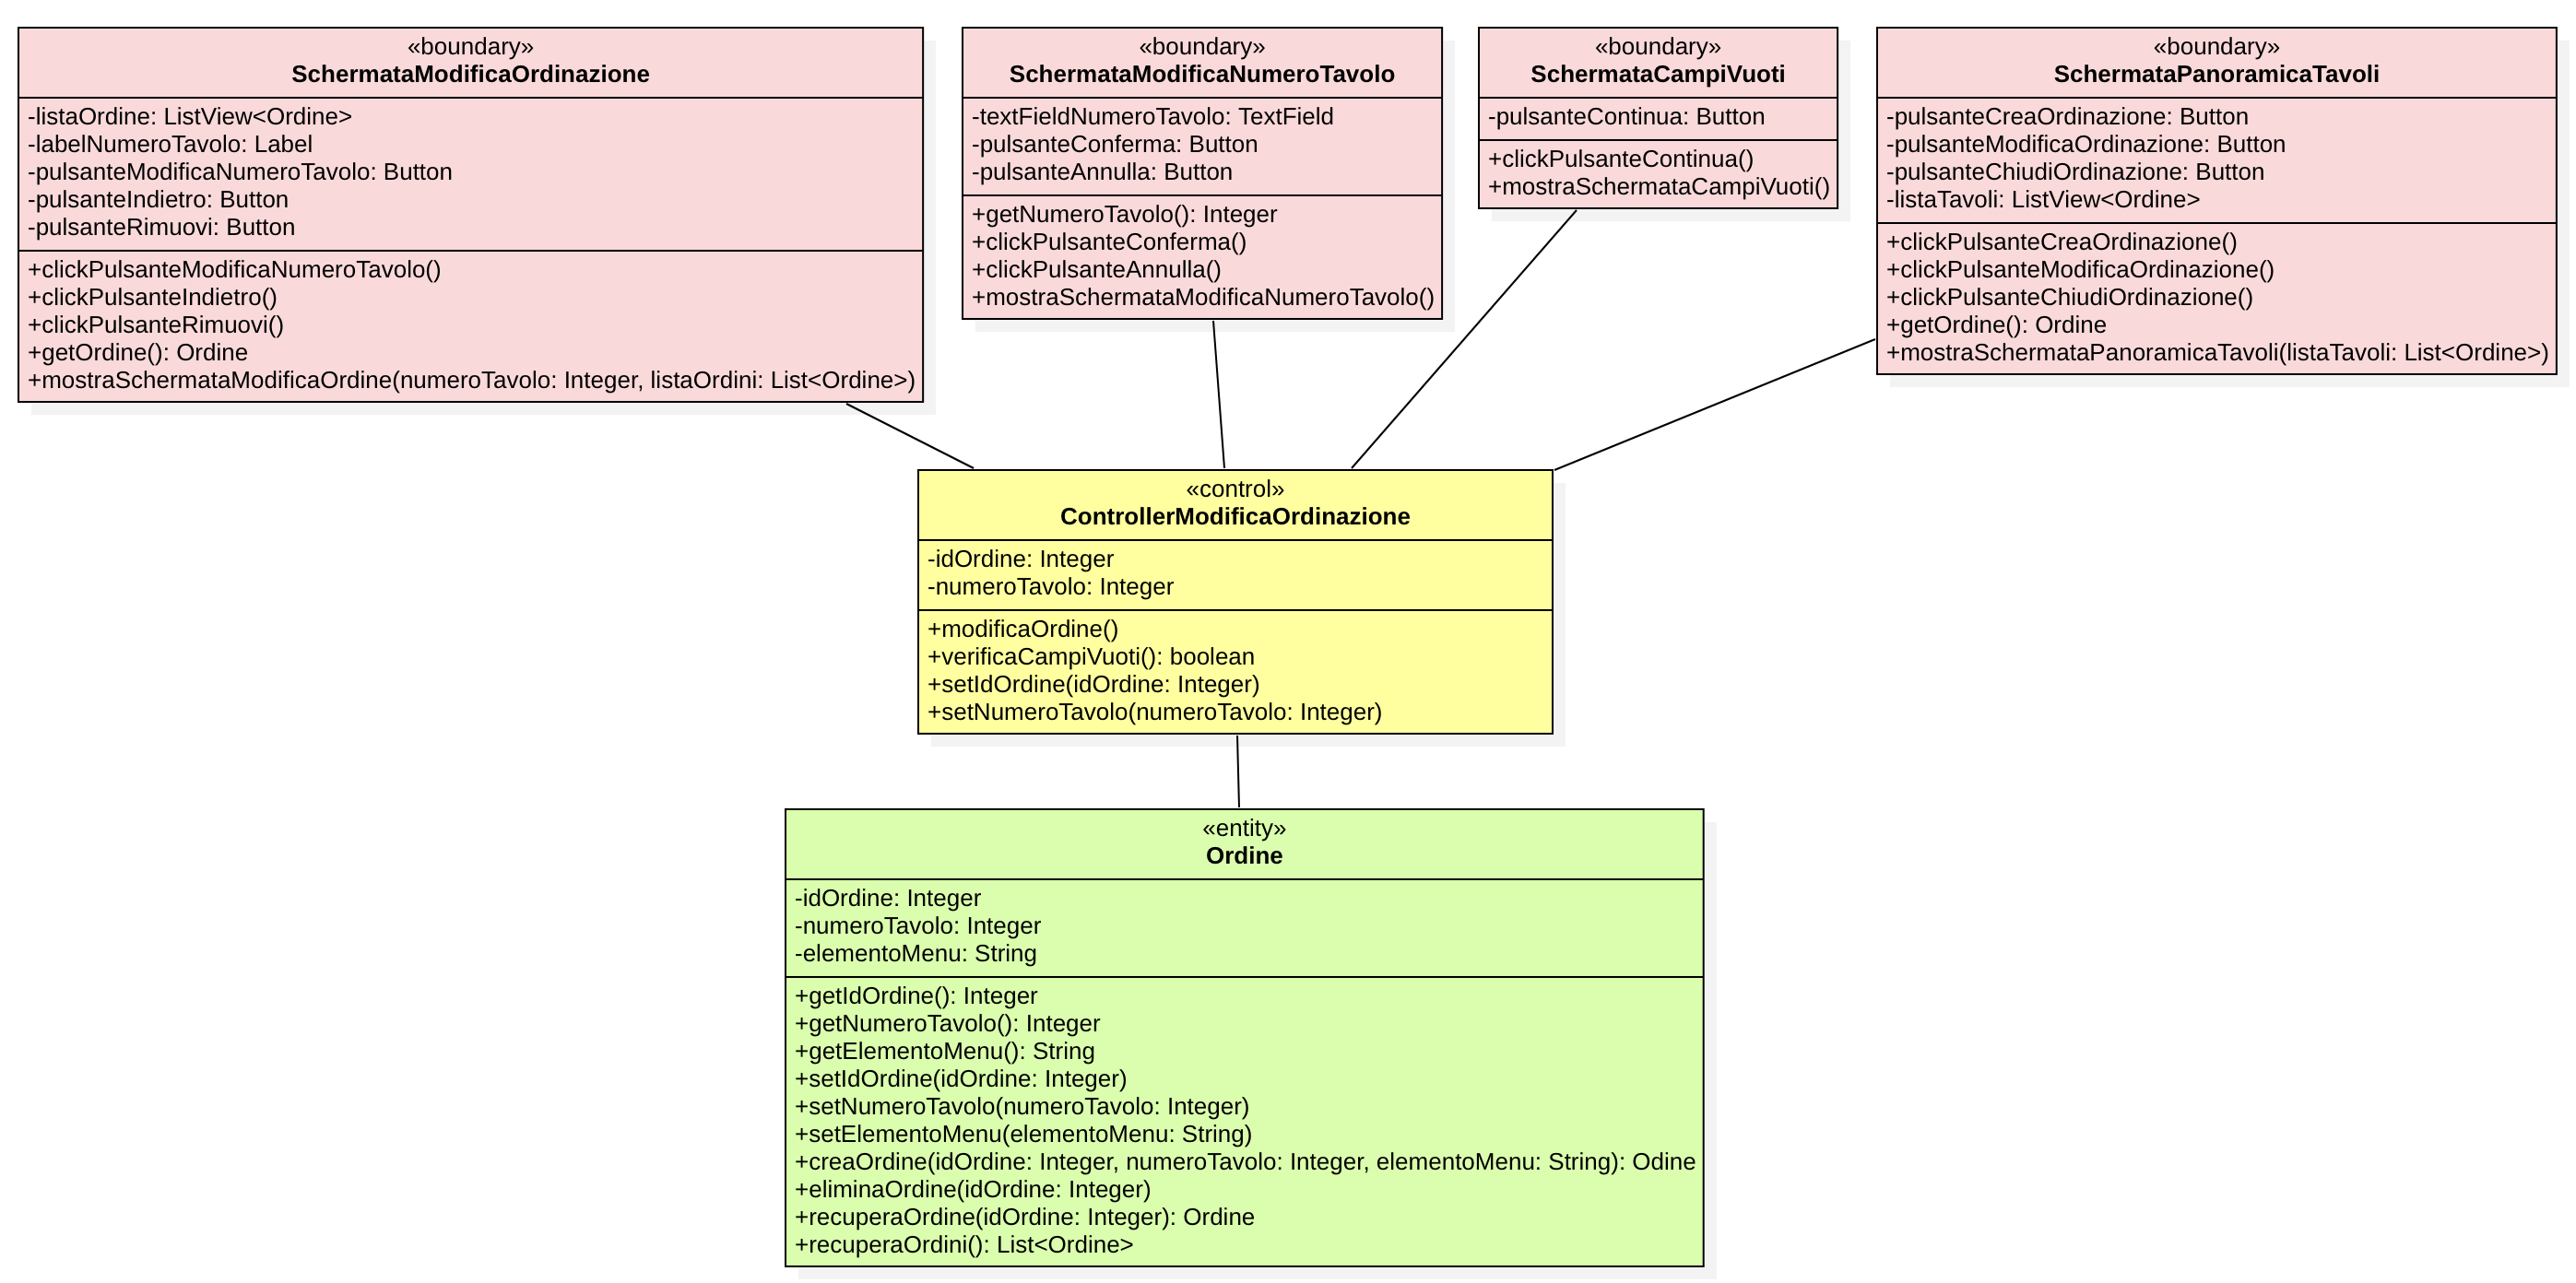 «boundary»
SchermataModificaOrdinazione
-listaOrdine: ListView<Ordine>
-labelNumeroTavolo: Label
-pulsanteModificaNumeroTavolo: Button
-pulsanteIndietro: Button
-pulsanteRimuovi: Button
+clickPulsanteModificaNumeroTavolo()
+clickPulsanteIndietro()
+clickPulsanteRimuovi()
+getOrdine(): Ordine
+mostraSchermataModificaOrdine(numeroTavolo: Integer, listaOrdini: List<Ordine>)
«boundary»
SchermataModificaNumeroTavolo
-textFieldNumeroTavolo: TextField
-pulsanteConferma: Button
-pulsanteAnnulla: Button
+getNumeroTavolo(): Integer
+clickPulsanteConferma()
+clickPulsanteAnnulla()
+mostraSchermataModificaNumeroTavolo()
«boundary»
SchermataCampiVuoti
-pulsanteContinua: Button
+clickPulsanteContinua()
+mostraSchermataCampiVuoti()
«boundary»
SchermataPanoramicaTavoli
-pulsanteCreaOrdinazione: Button
-pulsanteModificaOrdinazione: Button
-pulsanteChiudiOrdinazione: Button
-listaTavoli: ListView<Ordine>
+clickPulsanteCreaOrdinazione()
+clickPulsanteModificaOrdinazione()
+clickPulsanteChiudiOrdinazione()
+getOrdine(): Ordine
+mostraSchermataPanoramicaTavoli(listaTavoli: List<Ordine>)
«control»
ControllerModificaOrdinazione
-idOrdine: Integer
-numeroTavolo: Integer
+modificaOrdine()
+verificaCampiVuoti(): boolean
+setIdOrdine(idOrdine: Integer)
+setNumeroTavolo(numeroTavolo: Integer)
«entity»
Ordine
-idOrdine: Integer
-numeroTavolo: Integer
-elementoMenu: String
+getIdOrdine(): Integer
+getNumeroTavolo(): Integer
+getElementoMenu(): String
+setIdOrdine(idOrdine: Integer)
+setNumeroTavolo(numeroTavolo: Integer)
+setElementoMenu(elementoMenu: String)
+creaOrdine(idOrdine: Integer, numeroTavolo: Integer, elementoMenu: String): Odine
+eliminaOrdine(idOrdine: Integer)
+recuperaOrdine(idOrdine: Integer): Ordine
+recuperaOrdini(): List<Ordine>